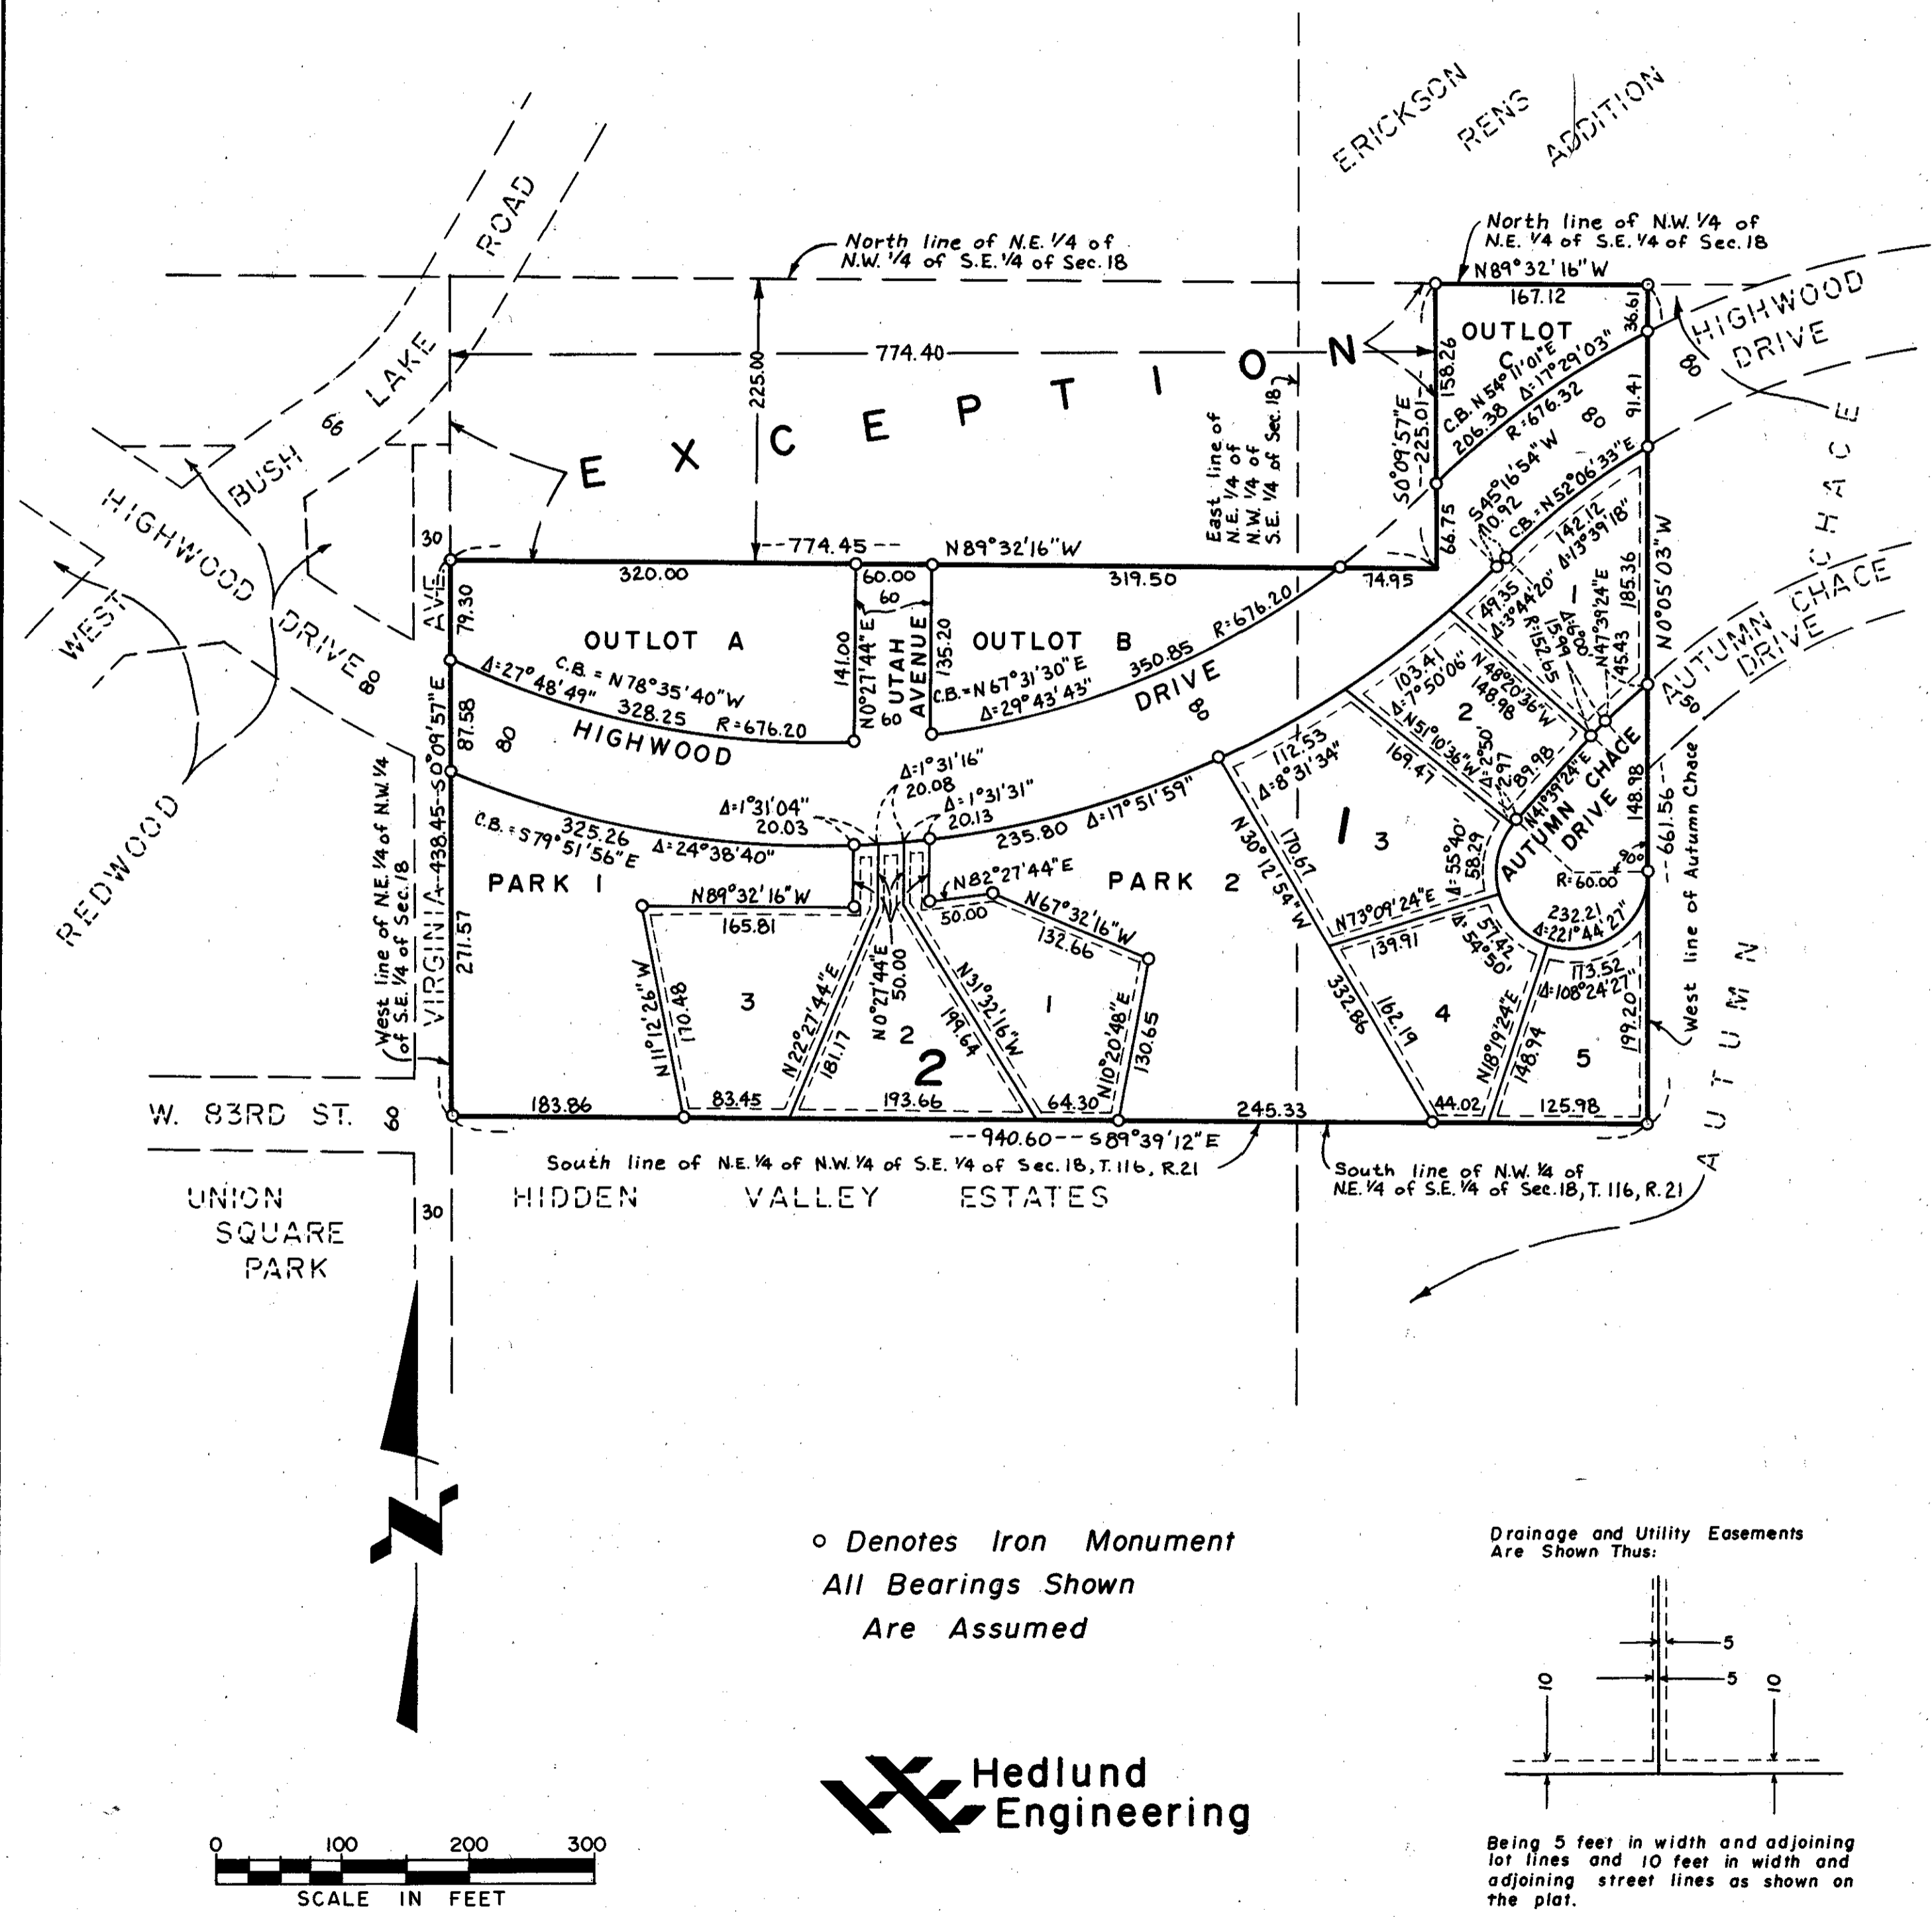 ERICKSON
RENS
ADDITION
ROAD
LAKE
66
BUSH
North line of N.E. 1/4 of
N.W. 1/4 of S.E. 1/4 of Sec. 18
North line of N.W. 1/4 of
N.E. 1/4 of S.E. 1/4 of Sec. 18
N89°32'16"W
167.12
36.61
HIGHWOOD
DRIVE
80
OUTLOT
C
C.B. N54°11'01"E Δ=17°29'03"
206.38 R=676.32
80
91.41
158.26
S0°09'57"E
--225.01--
66.75
774.40
225.00
EXCEPTION
East line of
N.E. 1/4 of
N.W. 1/4 of
S.E. 1/4 of Sec. 18
S45°16'54"W
10.92
C.B.=N52°06'33"E
142.12
Δ=13°39'18"
CHACE
HIGHWOOD
DRIVE 80
WEST
REDWOOD
30
--774.45-- N89°32'16"W
320.00
60.00
319.50
74.95
60
AVE.
79.30
OUTLOT A
141.00
N0°27'44"E
UTAH
AVENUE
60
135.20
OUTLOT B
350.85 R=676.20
C.B.=N67°31'30"E
Δ=29°43'43"
DRIVE
80
C.B. = N78°35'40"W
Δ=27°48'49"
328.25 R=676.20
HIGHWOOD
80
87.58
VIRGINIA--438.45--S0°09'57"E
271.57
49.35
Δ=3°44'20"
1
Δ=6°00'
15.99
R=152.65
N47°39'24"E
45.43
185.36
N0°05'03"W
AUTUMN CHACE
DRIVE
50
103.41
Δ=7°50'06"
N48°20'36"W
148.98
2
N51°10'36"W
169.47
Δ=2°50'
2.97
89.98
N41°39'24"E
AUTUMN CHACE
DRIVE
148.98
--661.56--
West line of Autumn Chace
90°
R=60.00
232.21
Δ=221°44'27"
112.53
Δ=8°31'34"
1
3
N30°12'54"W
170.67
Δ=55°40'
58.29
N73°09'24"E
139.91
57.42
Δ=54°50'
4
162.19
332.86
N18°19'24"E
148.94
173.52
Δ=108°24'27"
199.20
5
44.02
125.98
AUTUMN
Δ=1°31'16"
20.08
Δ=1°31'04"
20.03
Δ=1°31'31"
20.13
235.80 Δ=17°51'59"
325.26
C.B.=S79°51'56"E Δ=24°38'40"
PARK 1
N89°32'16"W
165.81
N11°12'26"W
170.48
3
N22°27'44"E
181.17
N0°27'44"E
50.00
2
2
N31°32'16"W
199.64
1
N82°27'44"E
50.00
N67°32'16"W
132.66
N10°20'48"E
130.65
PARK 2
West line of N.E. 1/4 of N.W. 1/4
of S.E. 1/4 of Sec. 18
W. 83RD ST. 60
183.86
83.45
193.66
64.30
245.33
--940.60--S89°39'12"E
South line of N.E. 1/4 of N.W. 1/4 of S.E. 1/4 of Sec. 18, T. 116, R. 21
South line of N.W. 1/4 of
N.E. 1/4 of S.E. 1/4 of Sec. 18, T. 116, R. 21
UNION
SQUARE
PARK
30
HIDDEN VALLEY ESTATES
N
o Denotes Iron Monument
All Bearings Shown
Are Assumed
Drainage and Utility Easements
Are Shown Thus:
5
5
10
10
Being 5 feet in width and adjoining
lot lines and 10 feet in width and
adjoining street lines as shown on
the plat.
HE Hedlund
Engineering
0 100 200 300
SCALE IN FEET